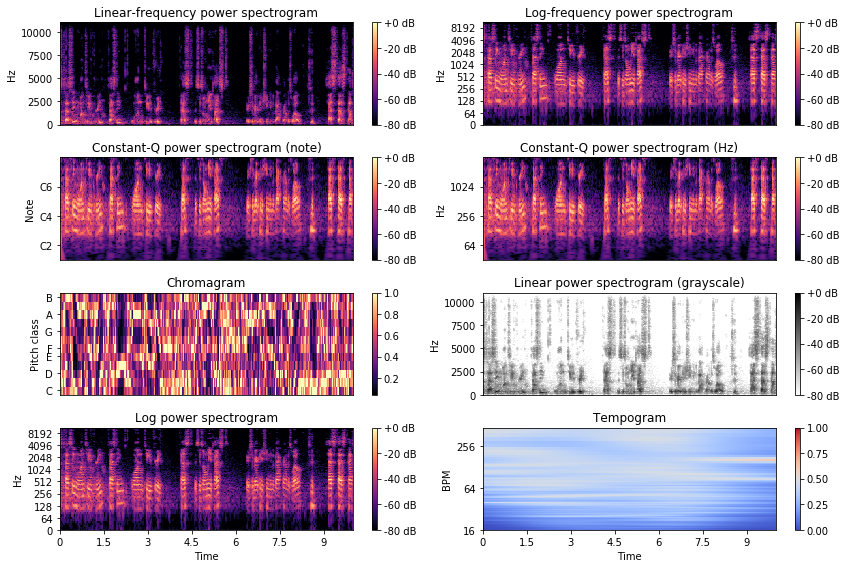 Linear-frequency power spectrogram
Hz
10000
7500
5000
2500
0
+0 dB
-20 dB
-40 dB
-60 dB
-80 dB
Log-frequency power spectrogram
Hz
8192
4096
2048
1024
512
256
128
64
0
+0 dB
-20 dB
-40 dB
-60 dB
-80 dB
Constant-Q power spectrogram (note)
Note
C6
C4
C2
+0 dB
-20 dB
-40 dB
-60 dB
-80 dB
Constant-Q power spectrogram (Hz)
Hz
1024
256
64
+0 dB
-20 dB
-40 dB
-60 dB
-80 dB
Chromagram
Pitch class
B
A
G
F
E
D
C
1.0
0.8
0.6
0.4
0.2
Linear power spectrogram (grayscale)
Hz
10000
7500
5000
2500
0
+0 dB
-20 dB
-40 dB
-60 dB
-80 dB
Log power spectrogram
Hz
8192
4096
2048
1024
512
256
128
64
0
0 1.5 3 4.5 6 7.5 9
Time
+0 dB
-20 dB
-40 dB
-60 dB
-80 dB
Tempogram
BPM
256
64
16
0 1.5 3 4.5 6 7.5 9
Time
1.00
0.75
0.50
0.25
0.00